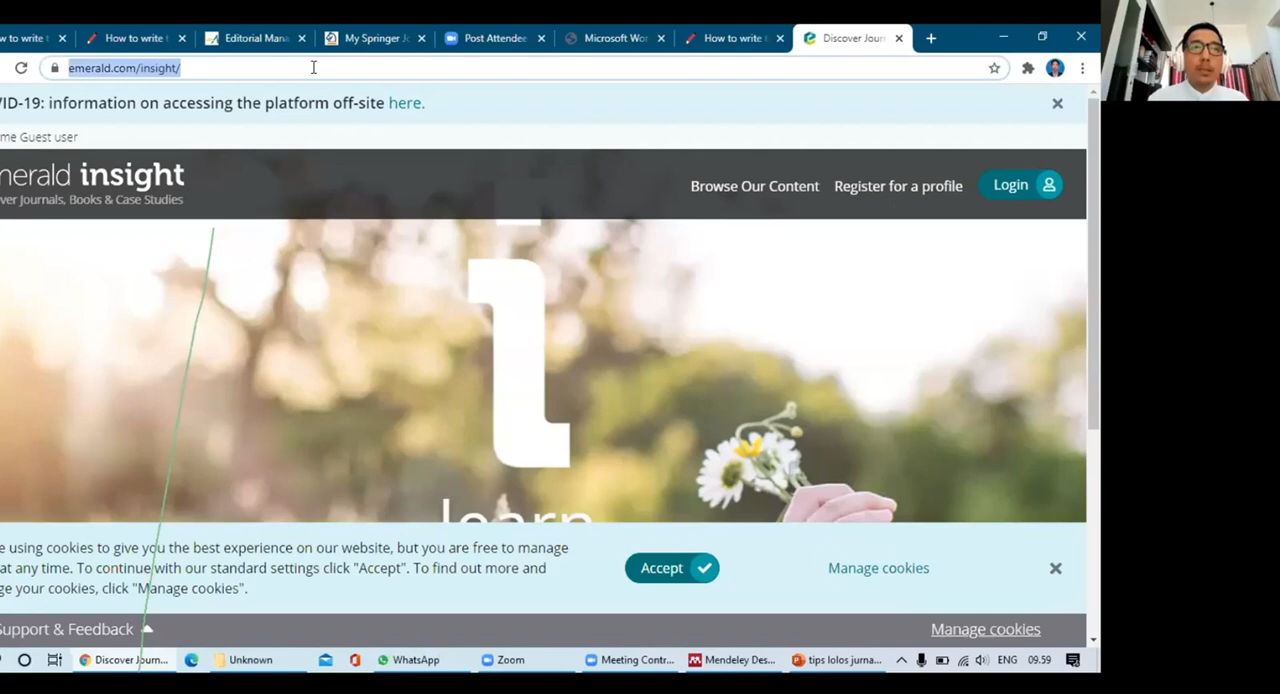 ow to write t
How to write t
Editorial Mana
My Springer Jo
Post Attendee
Microsoft Wor
How to write t
Discover Jour
emerald.com/insight/
VID-19: information on accessing the platform off-site here.
me Guest user
merald insight
ver Journals, Books & Case Studies
Browse Our Content
Register for a profile
Login
learn
e using cookies to give you the best experience on our website, but you are free to manage
at any time. To continue with our standard settings click "Accept". To find out more and
ge your cookies, click "Manage cookies".
Accept
Manage cookies
Support & Feedback
Manage cookies
Discover Journ...
Unknown
WhatsApp
Zoom
Meeting Contr...
Mendeley Des...
tips lolos jurna...
ENG
09.59